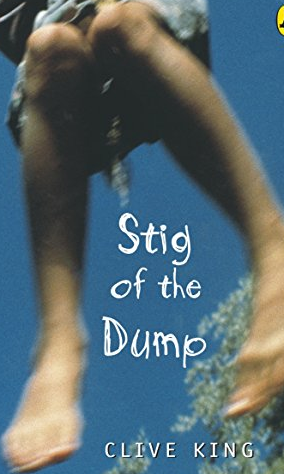 Stig
of the
Dump
CLIVE KING